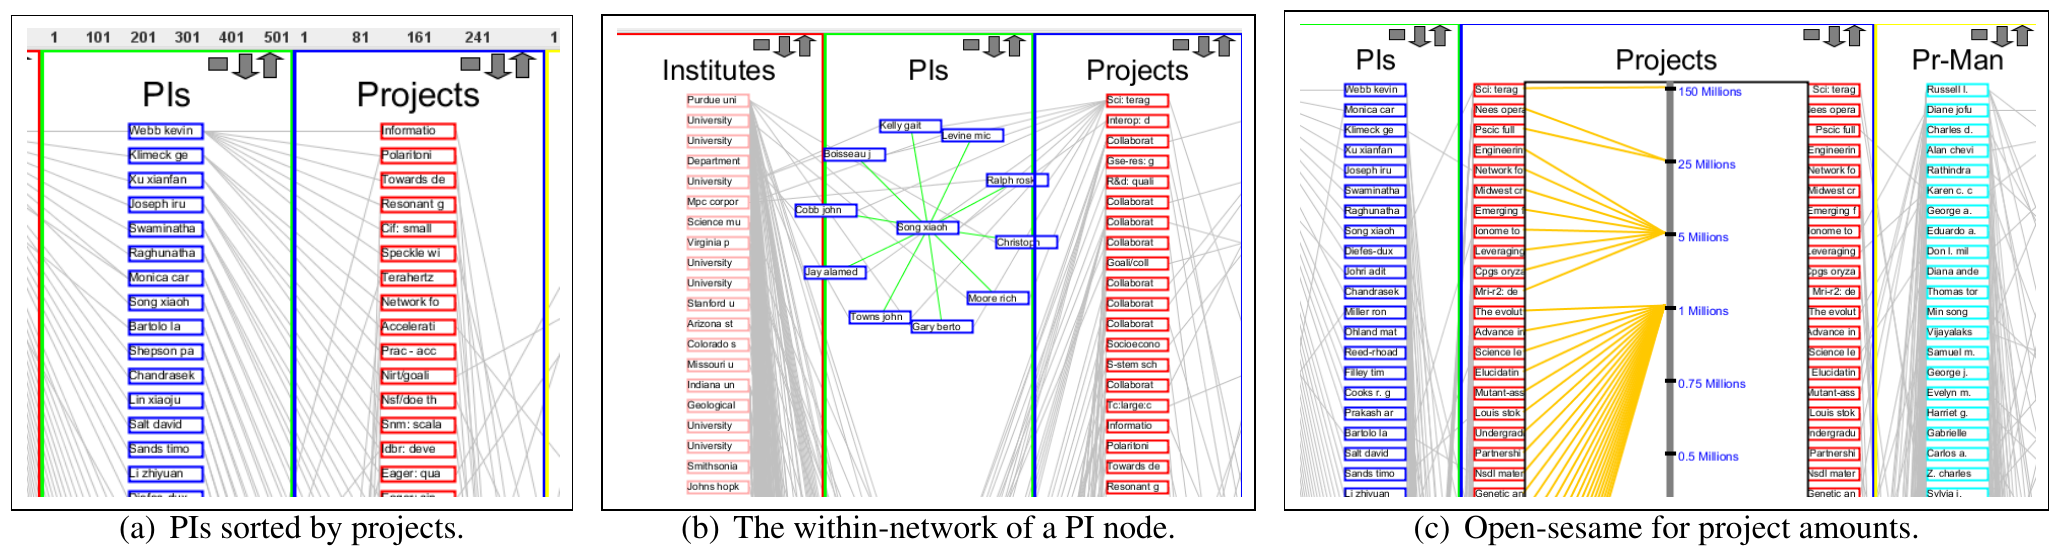 1 101 201 301 401 501 1 81 161 241 1
PIs
Projects
Webb kevin
Klimeck ge
Xu xianfan
Joseph iru
Swaminatha
Raghunatha
Monica car
Song xiaoh
Bartolo la
Shepson pa
Chandrasek
Lin xiaoju
Salt david
Sands timo
Li zhiyuan
Informatio
Polaritoni
Towards de
Resonant g
Cif: small
Speckle wi
Terahertz
Network fo
Accelerati
Prac - acc
Nirt/goali
Nsf/doe th
Snm: scala
Idbr: deve
Eager: qua
(a) PIs sorted by projects.
Institutes
PIs
Projects
Purdue uni
University
University
Department
University
Mpc corpor
Science mu
Virginia p
University
University
Stanford u
Arizona st
Colorado s
Missouri u
Indiana un
Geological
University
University
Smithsonia
Johns hopk
Kelly gait
Levine mic
Boisseau j
Ralph rosk
Cobb john
Song xiaoh
Christoph
Jay alamed
Moore rich
Towns john
Gary berto
Sci: terag
Interop: d
Collaborat
Gse-res: g
R&d: quali
Collaborat
Collaborat
Collaborat
Goali/coll
Collaborat
Collaborat
Collaborat
Socioecono
S-stem sch
Collaborat
Tc:large:c
Informatio
Polaritoni
Towards de
Resonant g
(b) The within-network of a PI node.
PIs
Projects
Pr-Man
Webb kevin
Monica car
Klimeck ge
Xu xianfan
Joseph iru
Swaminatha
Raghunatha
Song xiaoh
Diefes-dux
Johri adit
Chandrasek
Miller ron
Ohland mat
Reed-rhoad
Filley tim
Cooks r. g
Prakash ar
Bartolo la
Salt david
Sands timo
Li zhiyuan
Sci: terag
Nees opera
Pscic full
Engineerin
Network fo
Midwest cr
Emerging f
Ionome to
Leveraging
Cpgs oryza
Mri-r2: de
The evolut
Advance in
Science le
Elucidatin
Mutant-ass
Louis stok
Undergrad
Partnershi
Nsdl mater
Genetic an
150 Millions
25 Millions
5 Millions
1 Millions
0.75 Millions
0.5 Millions
Sci: terag
ees opera
Pscic full
Engineerin
Network fo
Midwest cr
Emerging f
onome to
everaging
Cpgs oryza
Mri-r2: de
The evolut
Advance in
Science le
Elucidatin
Mutant-ass
Louis stok
ndergradu
Partnershi
Nsdl mater
Genetic an
Russell l.
Diane jofu
Charles d.
Alan chevi
Rathindra
Karen c. c
George a.
Eduardo a.
Don l. mil
Diana ande
Thomas tor
Min song
Vijayalaks
Samuel m.
George j.
Evelyn m.
Harriet g.
Gabrielle
Carlos a.
Z. charles
Sylvia j.
(c) Open-sesame for project amounts.